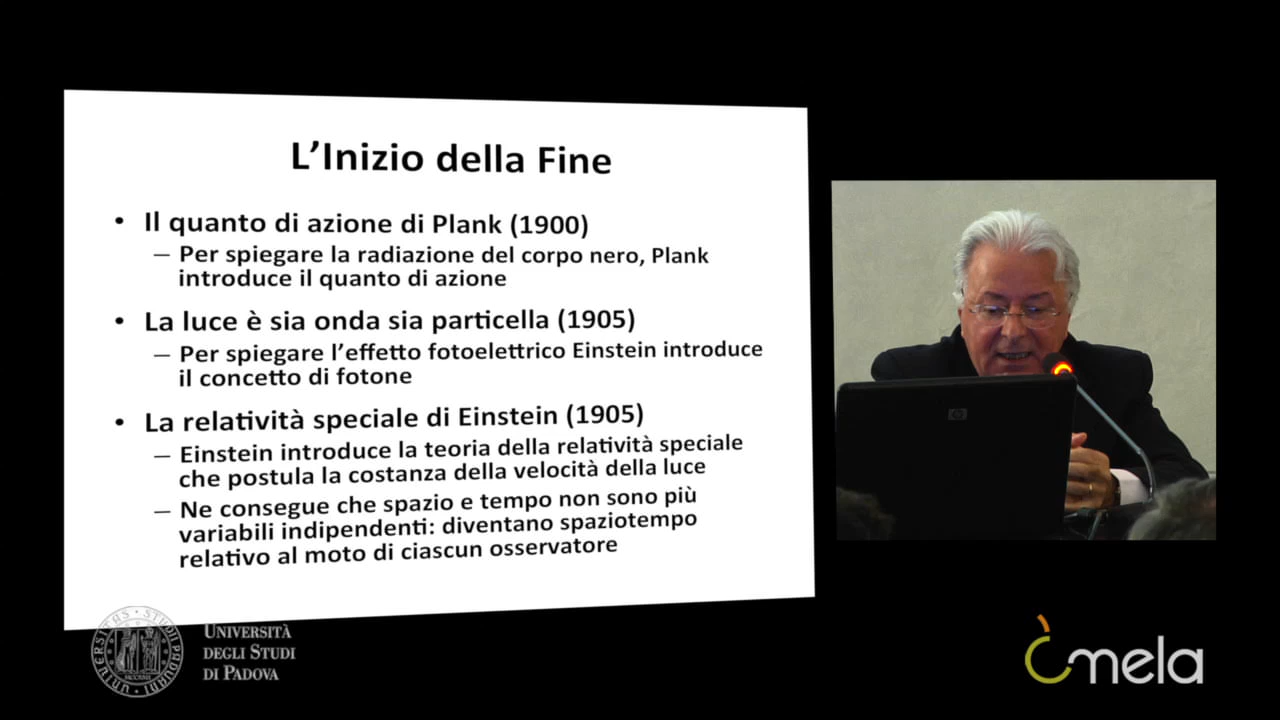 L'Inizio della Fine
• Il quanto di azione di Plank (1900)
– Per spiegare la radiazione del corpo nero, Plank
introduce il quanto di azione
• La luce è sia onda sia particella (1905)
– Per spiegare l'effetto fotoelettrico Einstein introduce
il concetto di fotone
• La relatività speciale di Einstein (1905)
– Einstein introduce la teoria della relatività speciale
che postula la costanza della velocità della luce
– Ne consegue che spazio e tempo non sono più
variabili indipendenti: diventano spaziotempo
relativo al moto di ciascun osservatore
hp
UNIVERSITÀ
DEGLI STUDI
DI PADOVA
mela